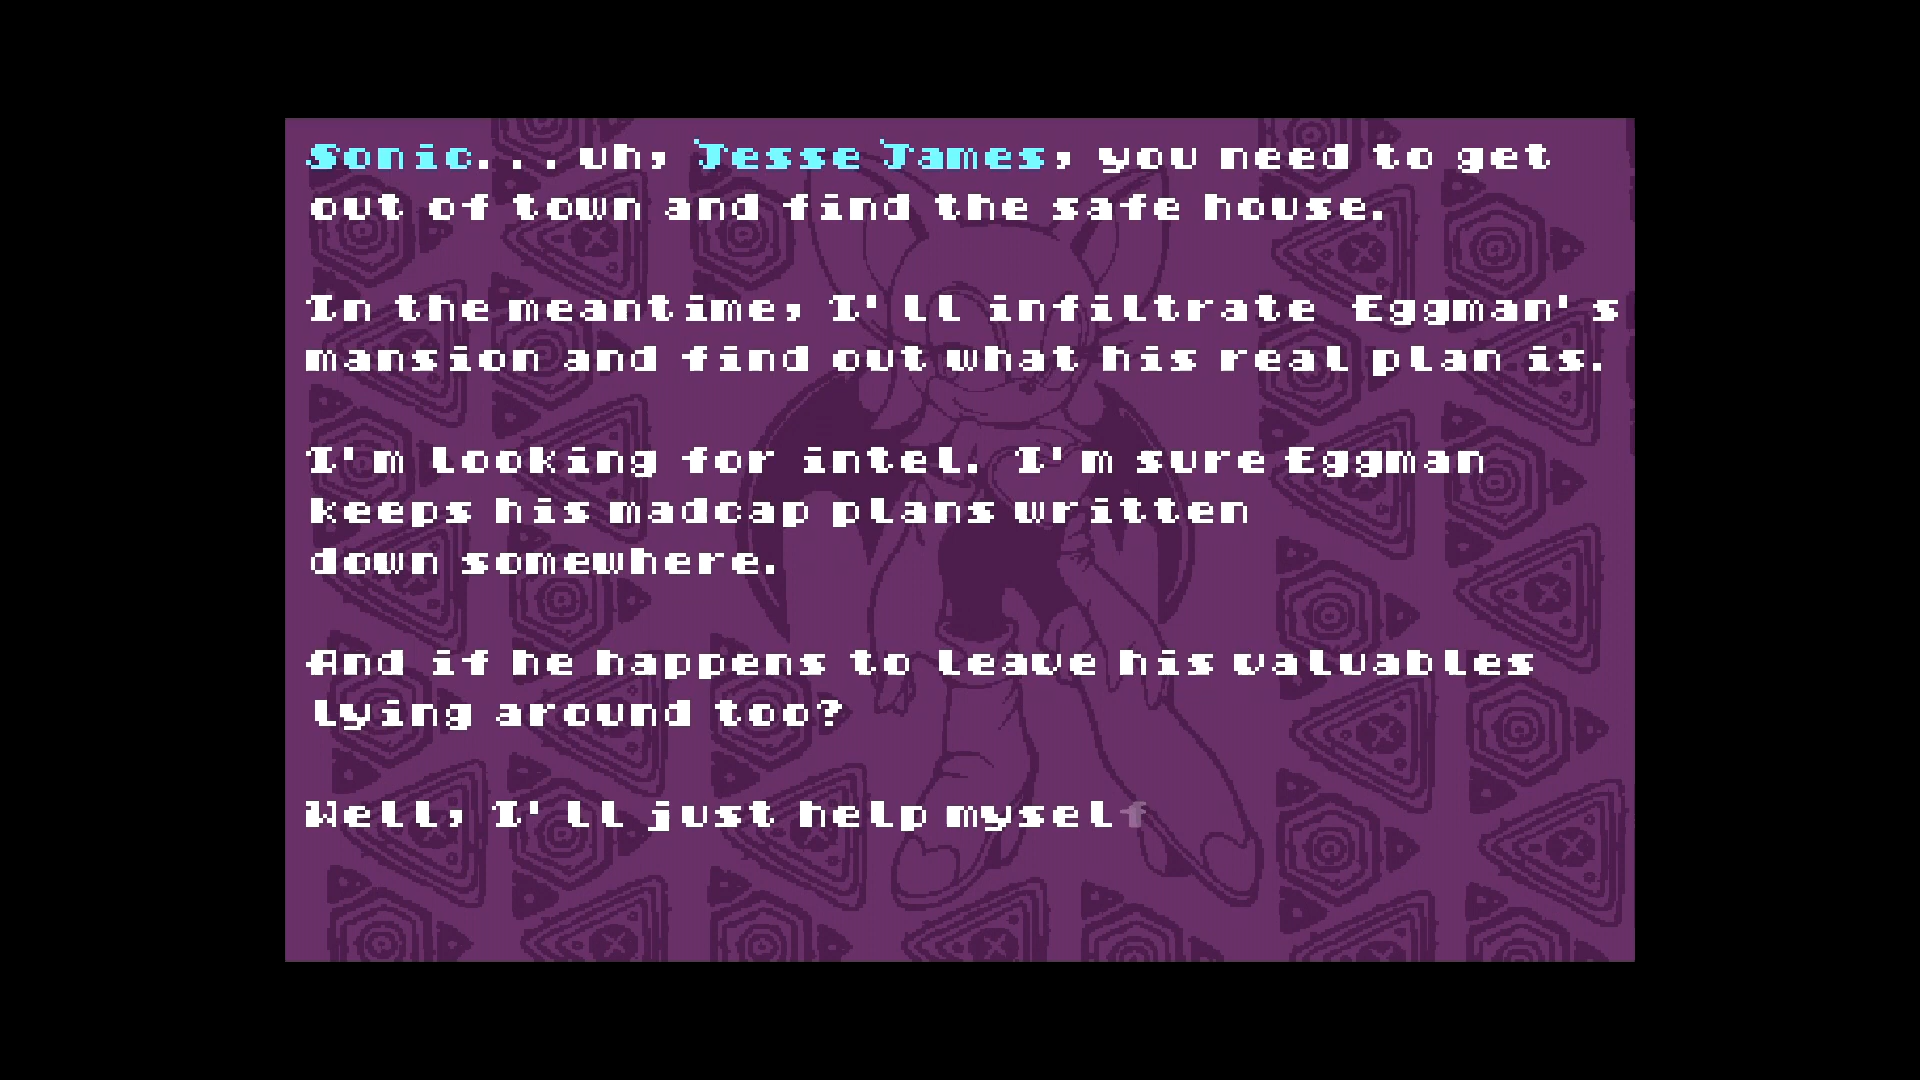 Sonic... uh, Jesse James, you need to get
out of town and find the safe house.
In the meantime, I'll infiltrate Eggman's
mansion and find out what his real plan is.
I'm looking for intel. I'm sure Eggman
keeps his madcap plans written
down somewhere.
And if he happens to leave his valuables
lying around too?
Well, I'll just help myself